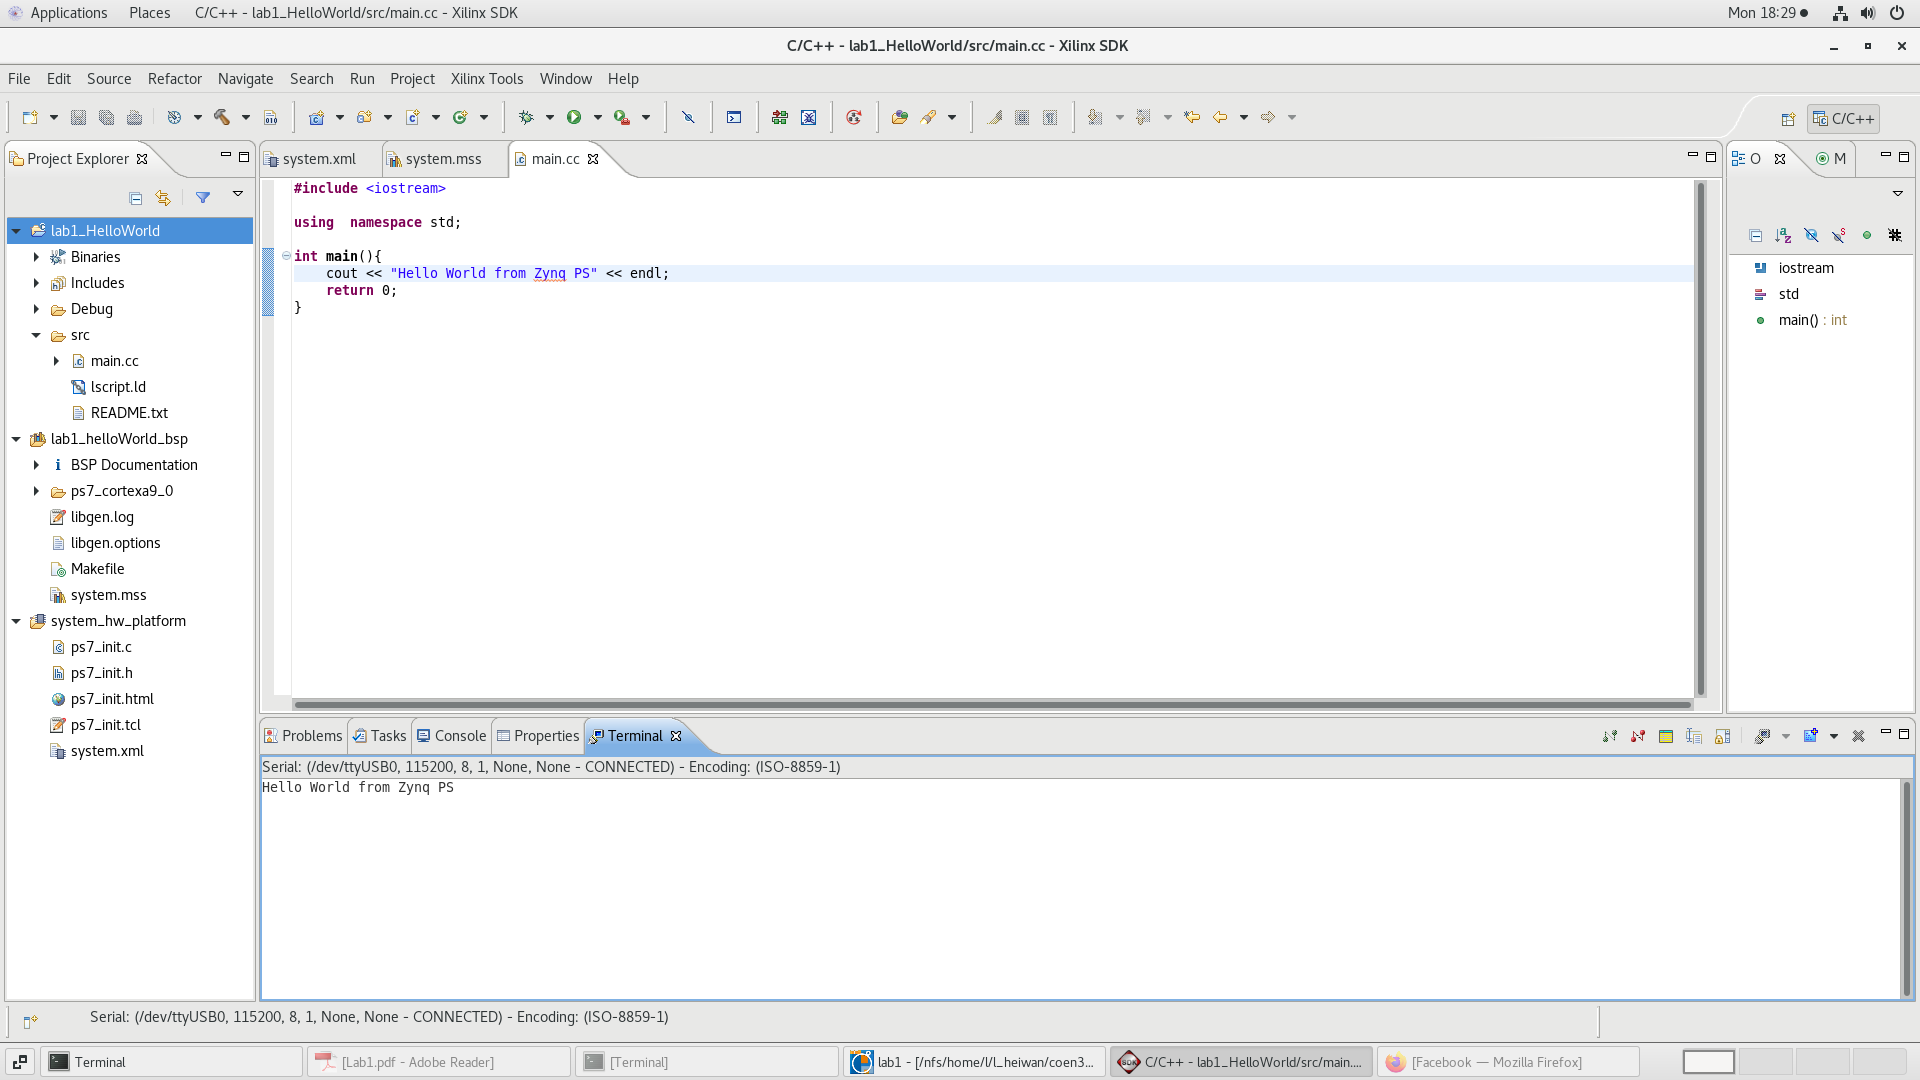 Applications Places C/C++ - lab1_HelloWorld/src/main.cc - Xilinx SDK Mon 18:29
C/C++ - lab1_HelloWorld/src/main.cc - Xilinx SDK
File Edit Source Refactor Navigate Search Run Project Xilinx Tools Window Help
C/C++
Project Explorer
lab1_HelloWorld
Binaries
Includes
Debug
src
main.cc
lscript.ld
README.txt
lab1_helloWorld_bsp
BSP Documentation
ps7_cortexa9_0
libgen.log
libgen.options
Makefile
system.mss
system_hw_platform
ps7_init.c
ps7_init.h
ps7_init.html
ps7_init.tcl
system.xml
system.xml system.mss main.cc
#include <iostream>
using  namespace std;
int main(){
    cout << "Hello World from Zynq PS" << endl;
    return 0;
}
O M
iostream
std
main() : int
Problems Tasks Console Properties Terminal
Serial: (/dev/ttyUSB0, 115200, 8, 1, None, None - CONNECTED) - Encoding: (ISO-8859-1)
Hello World from Zynq PS
Serial: (/dev/ttyUSB0, 115200, 8, 1, None, None - CONNECTED) - Encoding: (ISO-8859-1)
Terminal [Lab1.pdf - Adobe Reader] [Terminal] lab1 - [/nfs/home/l/l_heiwan/coen3... C/C++ - lab1_HelloWorld/src/main.... [Facebook — Mozilla Firefox]